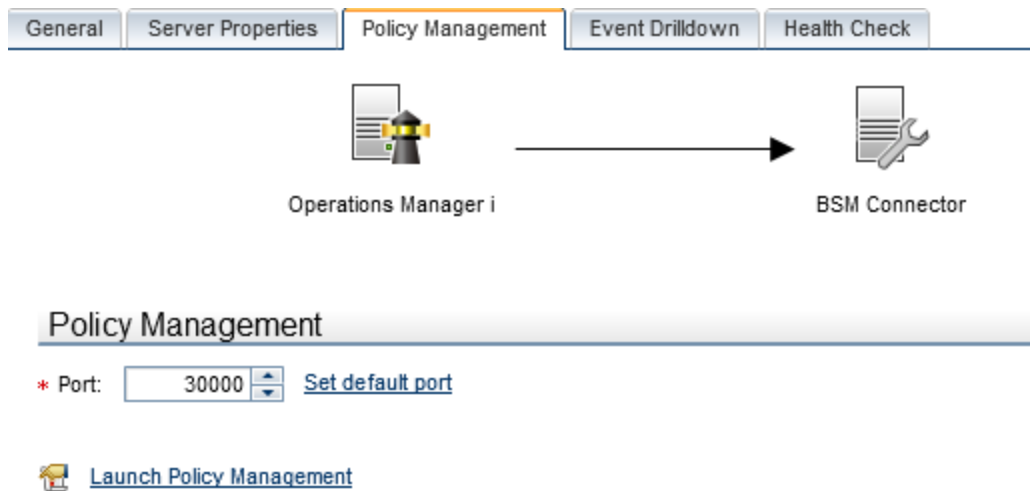 General Server Properties Policy Management Event Drilldown Health Check
Operations Manager i BSM Connector
Policy Management
* Port: 30000 Set default port
Launch Policy Management